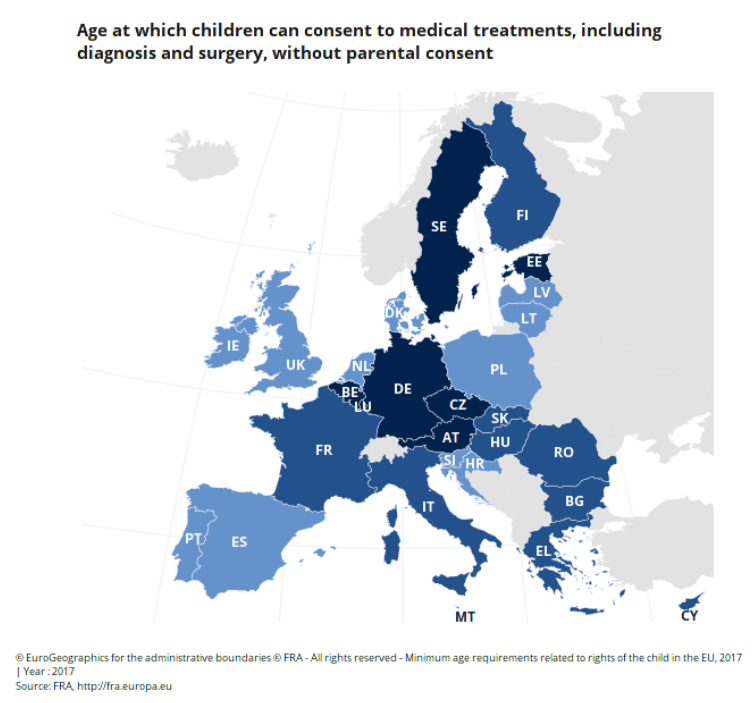 Age at which children can consent to medical treatments, including
diagnosis and surgery, without parental consent
SE
FI
EE
LV
DK
LT
IE
UK
NL
PL
BE
DE
LU
CZ
SK
AT
HU
FR
SI
HR
RO
IT
BG
PT
ES
EL
MT
CY
© EuroGeographics for the administrative boundaries © FRA - All rights reserved - Minimum age requirements related to rights of the child in the EU, 2017
| Year : 2017
Source: FRA, http://fra.europa.eu